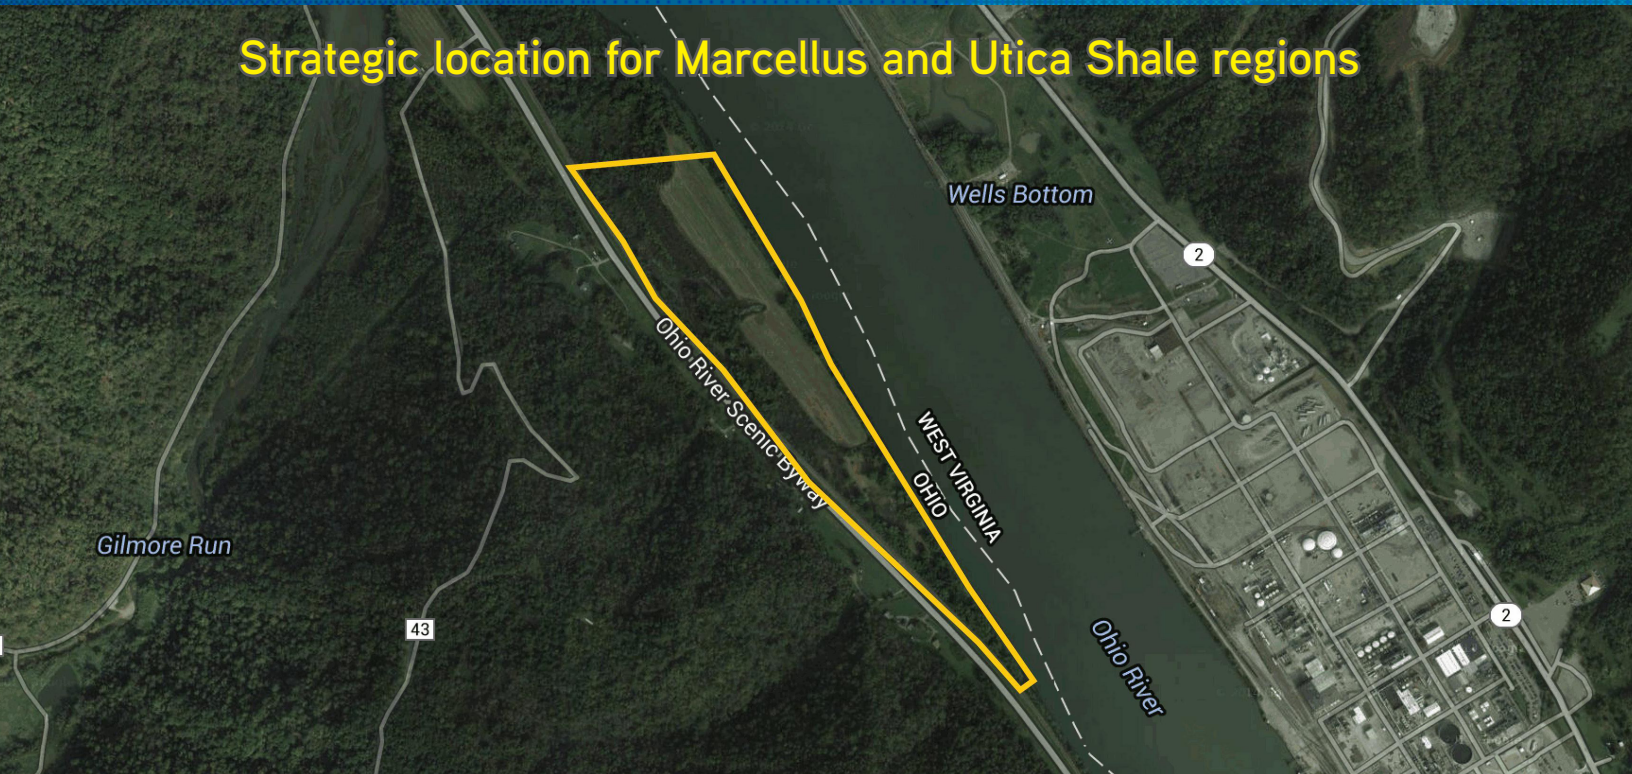 Strategic location for Marcellus and Utica Shale regions
Wells Bottom
2
Ohio River Scenic Byway
WEST VIRGINIA
OHIO
Gilmore Run
43
2
Ohio River